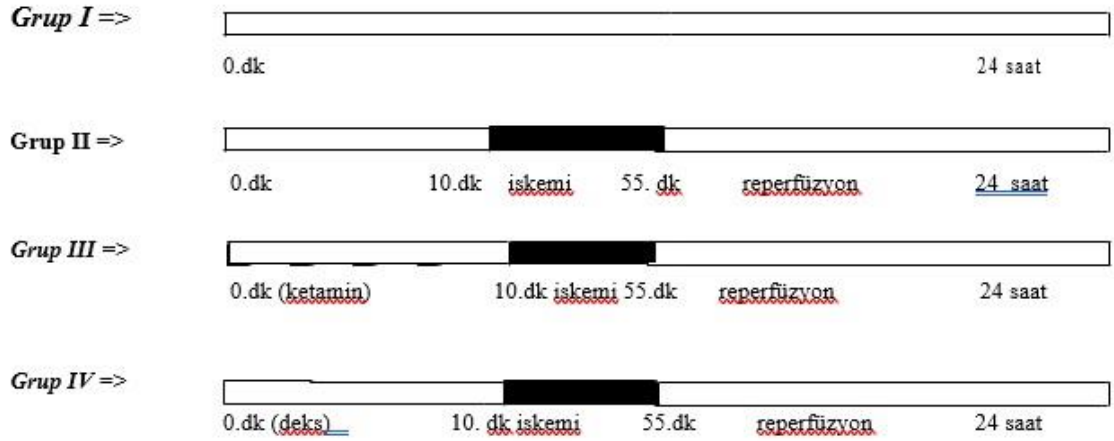 Grup I =>
0.dk 24 saat
Grup II =>
0.dk 10.dk iskemi 55. dk reperfüzyon 24 saat
Grup III =>
0.dk (ketamin) 10.dk iskemi 55.dk reperfüzyon 24 saat
Grup IV =>
0.dk (deks) 10. dk iskemi 55.dk reperfüzyon 24 saat